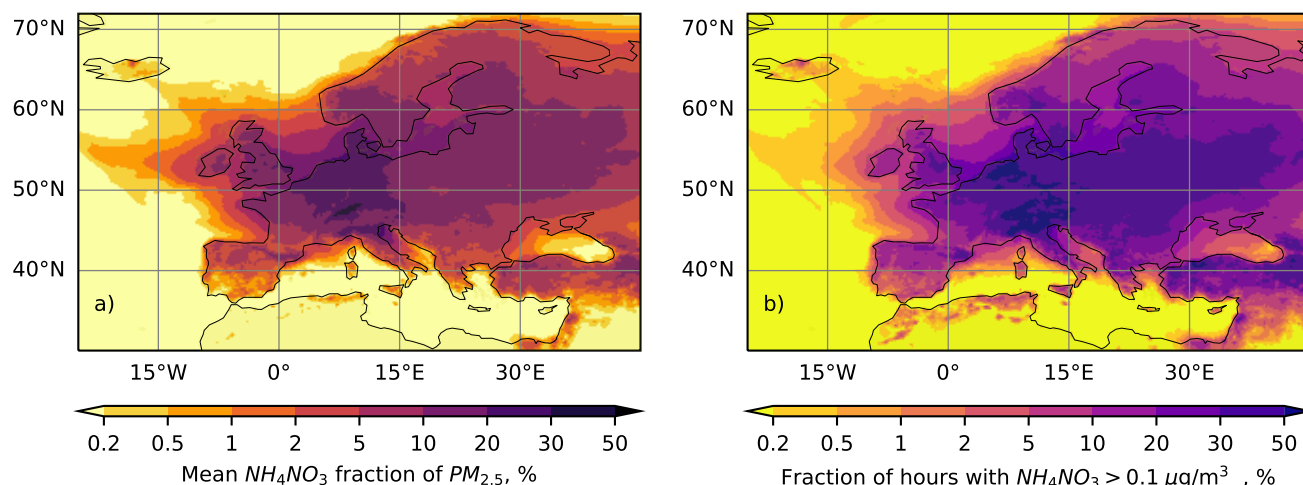 70°N
60°N
50°N
40°N
a)
15°W 0° 15°E 30°E
0.2 0.5 1 2 5 10 20 30 50
Mean NH4NO3 fraction of PM2.5, %
70°N
60°N
50°N
40°N
b)
15°W 0° 15°E 30°E
0.2 0.5 1 2 5 10 20 30 50
Fraction of hours with NH4NO3 > 0.1 μg/m³ , %